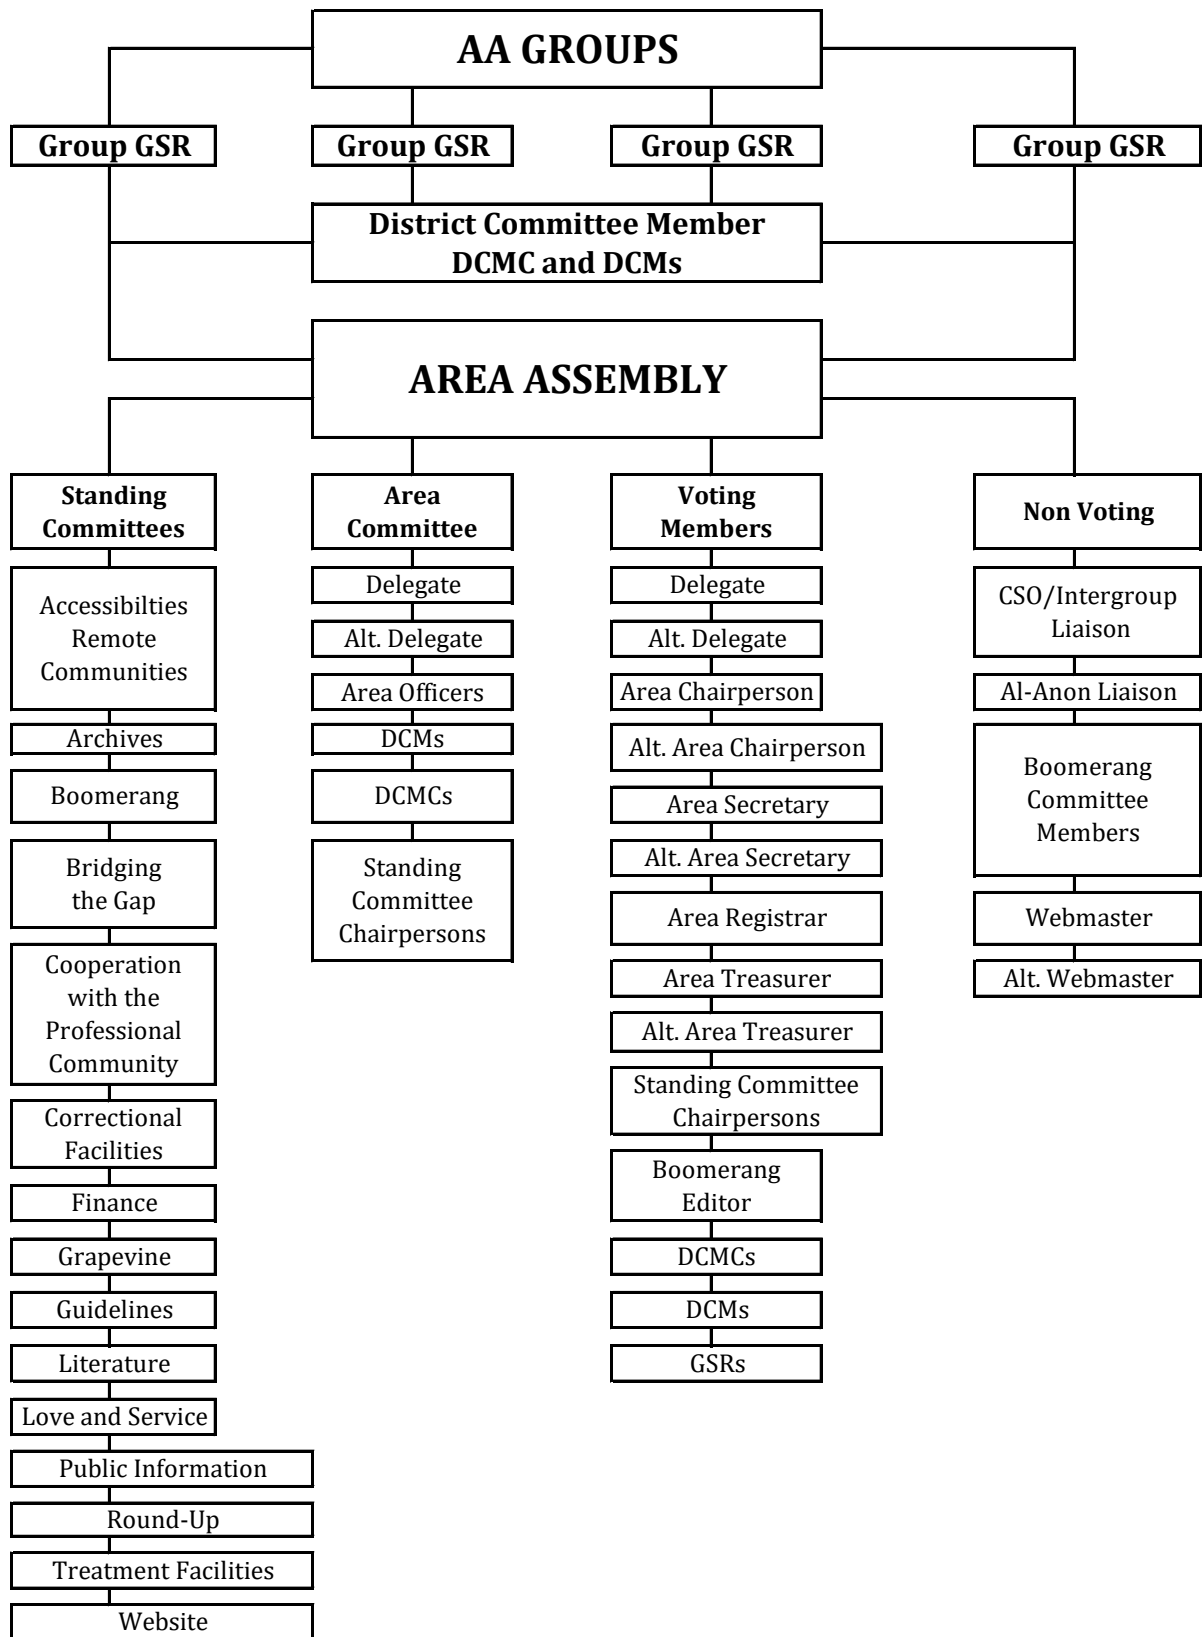 AA GROUPS
Group GSR
Group GSR
Group GSR
Group GSR
District Committee Member
DCMC and DCMs
AREA ASSEMBLY
Standing
Committees
Accessibilties
Remote
Communities
Archives
Boomerang
Bridging
the Gap
Cooperation
with the
Professional
Community
Correctional
Facilities
Finance
Grapevine
Guidelines
Literature
Love and Service
Public Information
Round-Up
Treatment Facilities
Website
Area
Committee
Delegate
Alt. Delegate
Area Officers
DCMs
DCMCs
Standing
Committee
Chairpersons
Voting
Members
Delegate
Alt. Delegate
Area Chairperson
Alt. Area Chairperson
Area Secretary
Alt. Area Secretary
Area Registrar
Area Treasurer
Alt. Area Treasurer
Standing Committee
Chairpersons
Boomerang
Editor
DCMCs
DCMs
GSRs
Non Voting
CSO/Intergroup
Liaison
Al-Anon Liaison
Boomerang
Committee
Members
Webmaster
Alt. Webmaster